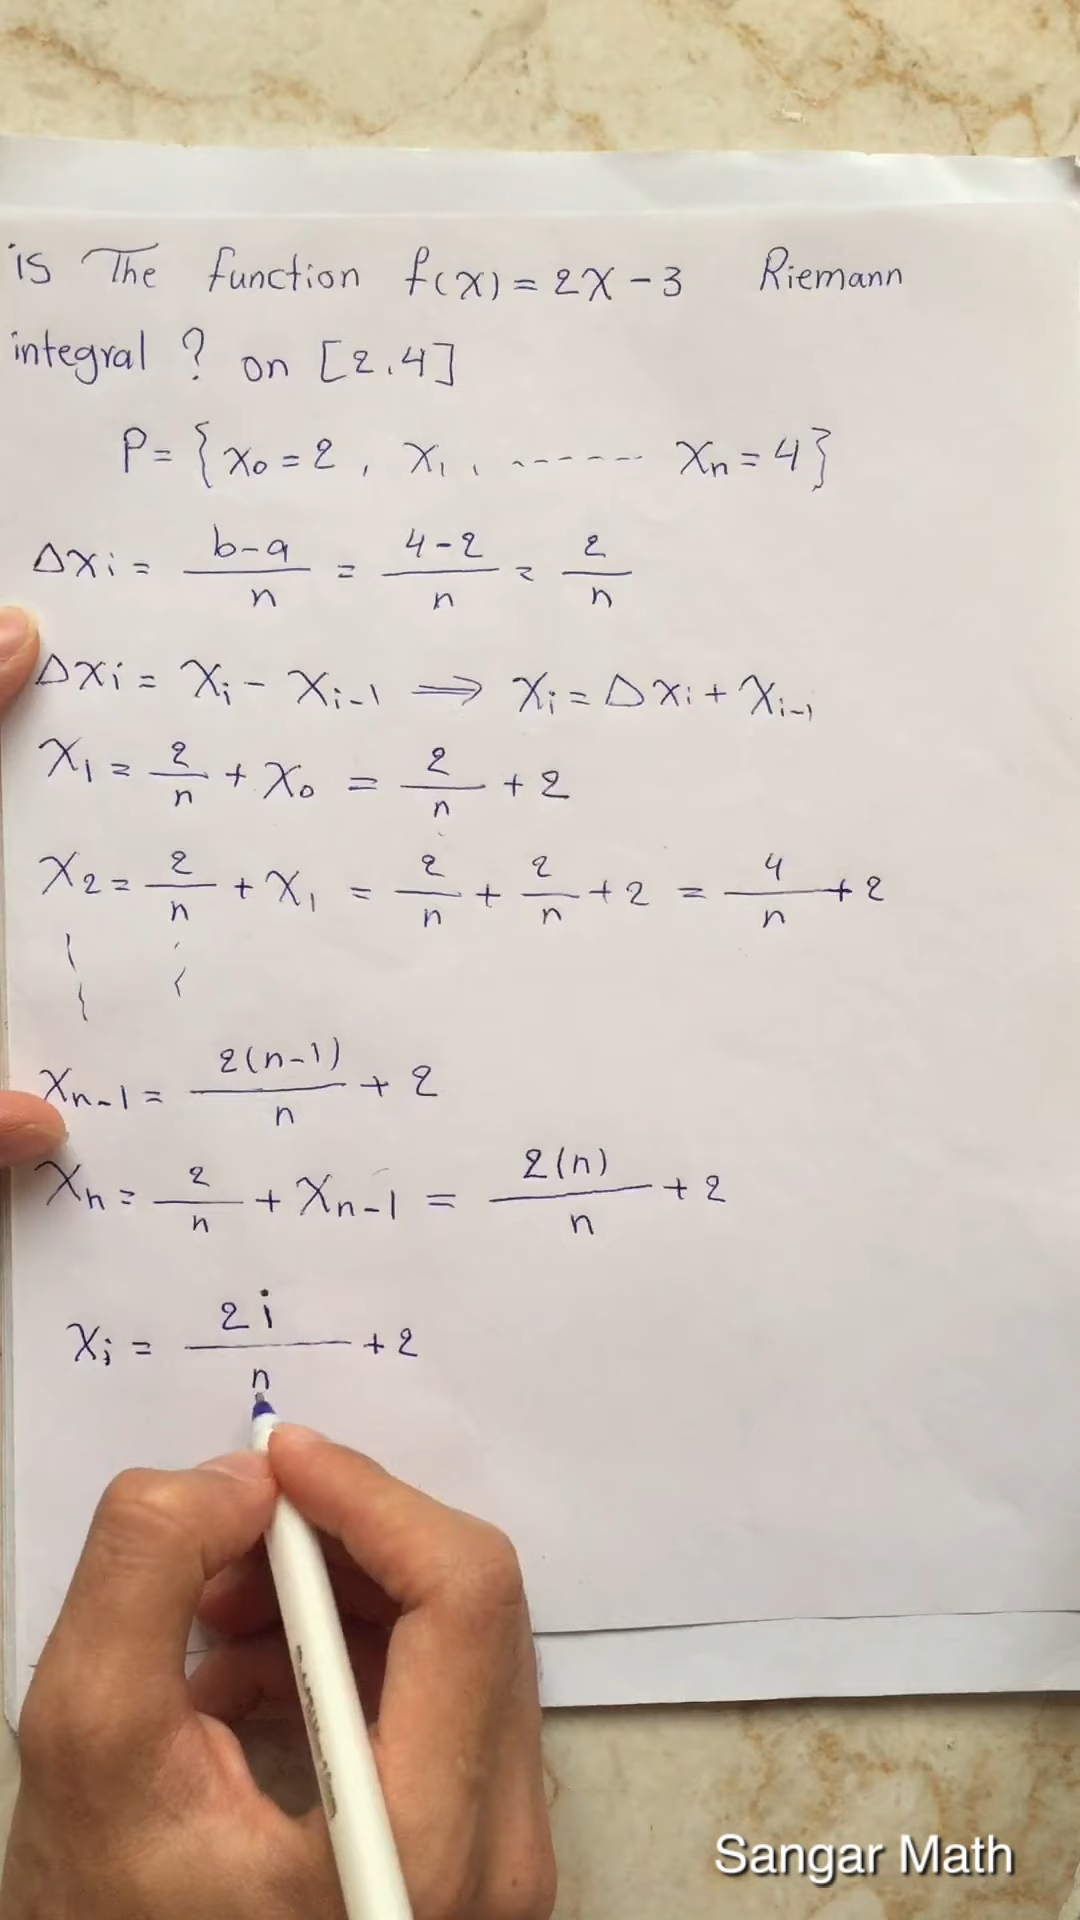 is The function f(x) = 2x - 3 Riemann
integral ? on [2,4]
P = { x₀ = 2 , x₁ , ------ xₙ = 4 }
Δxᵢ = (b-a)/n = (4-2)/n = 2/n
Δxᵢ = xᵢ - xᵢ₋₁ ⟹ xᵢ = Δxᵢ + xᵢ₋₁
x₁ = 2/n + x₀ = 2/n + 2
x₂ = 2/n + x₁ = 2/n + 2/n + 2 = 4/n + 2
xₙ₋₁ = 2(n-1)/n + 2
xₙ = 2/n + xₙ₋₁ = 2(n)/n + 2
xᵢ = 2i/n + 2
Sangar Math